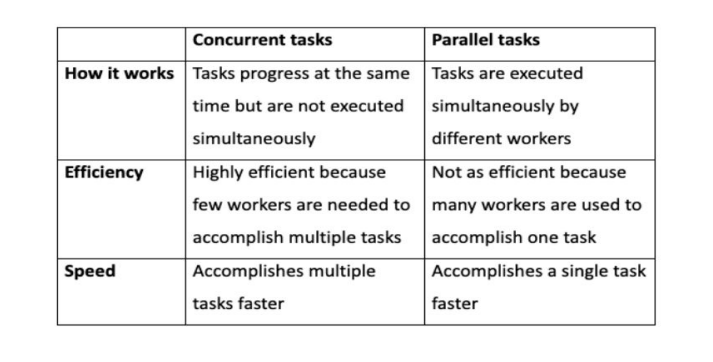 Concurrent tasks Parallel tasks
How it works Tasks progress at the same Tasks are executed
time but are not executed simultaneously by
simultaneously different workers
Efficiency Highly efficient because Not as efficient because
few workers are needed to many workers are used to
accomplish multiple tasks accomplish one task
Speed Accomplishes multiple Accomplishes a single task
tasks faster faster